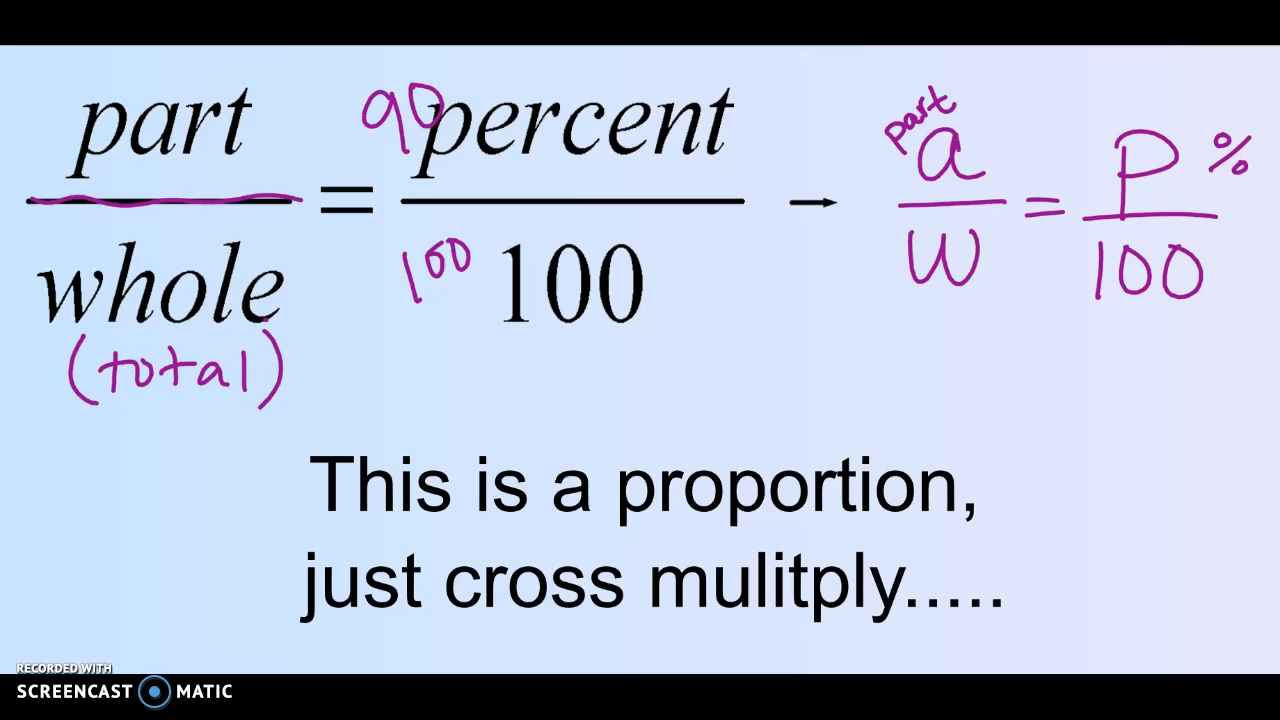 part = 90 percent → part
whole 100 100
(total)
a = P %
w 100
This is a proportion,
just cross mulitply.....
RECORDED WITH
SCREENCAST MATIC